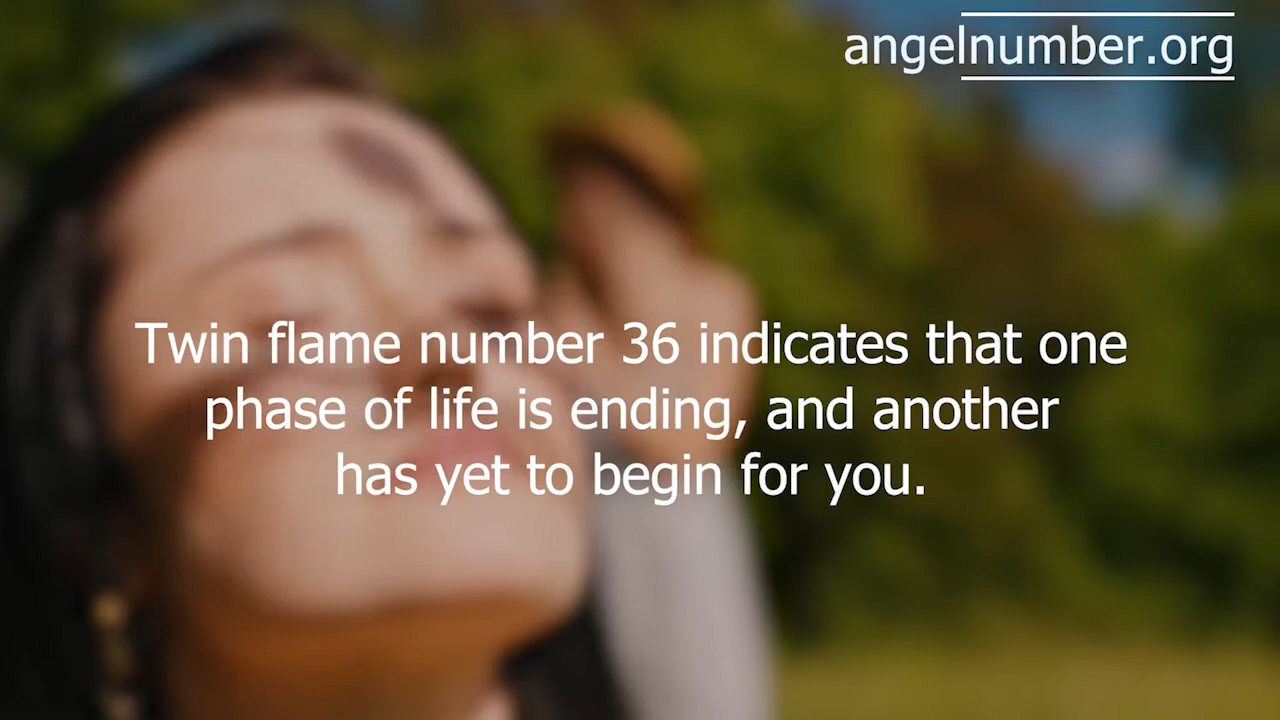 angelnumber.org
Twin flame number 36 indicates that one
phase of life is ending, and another
has yet to begin for you.